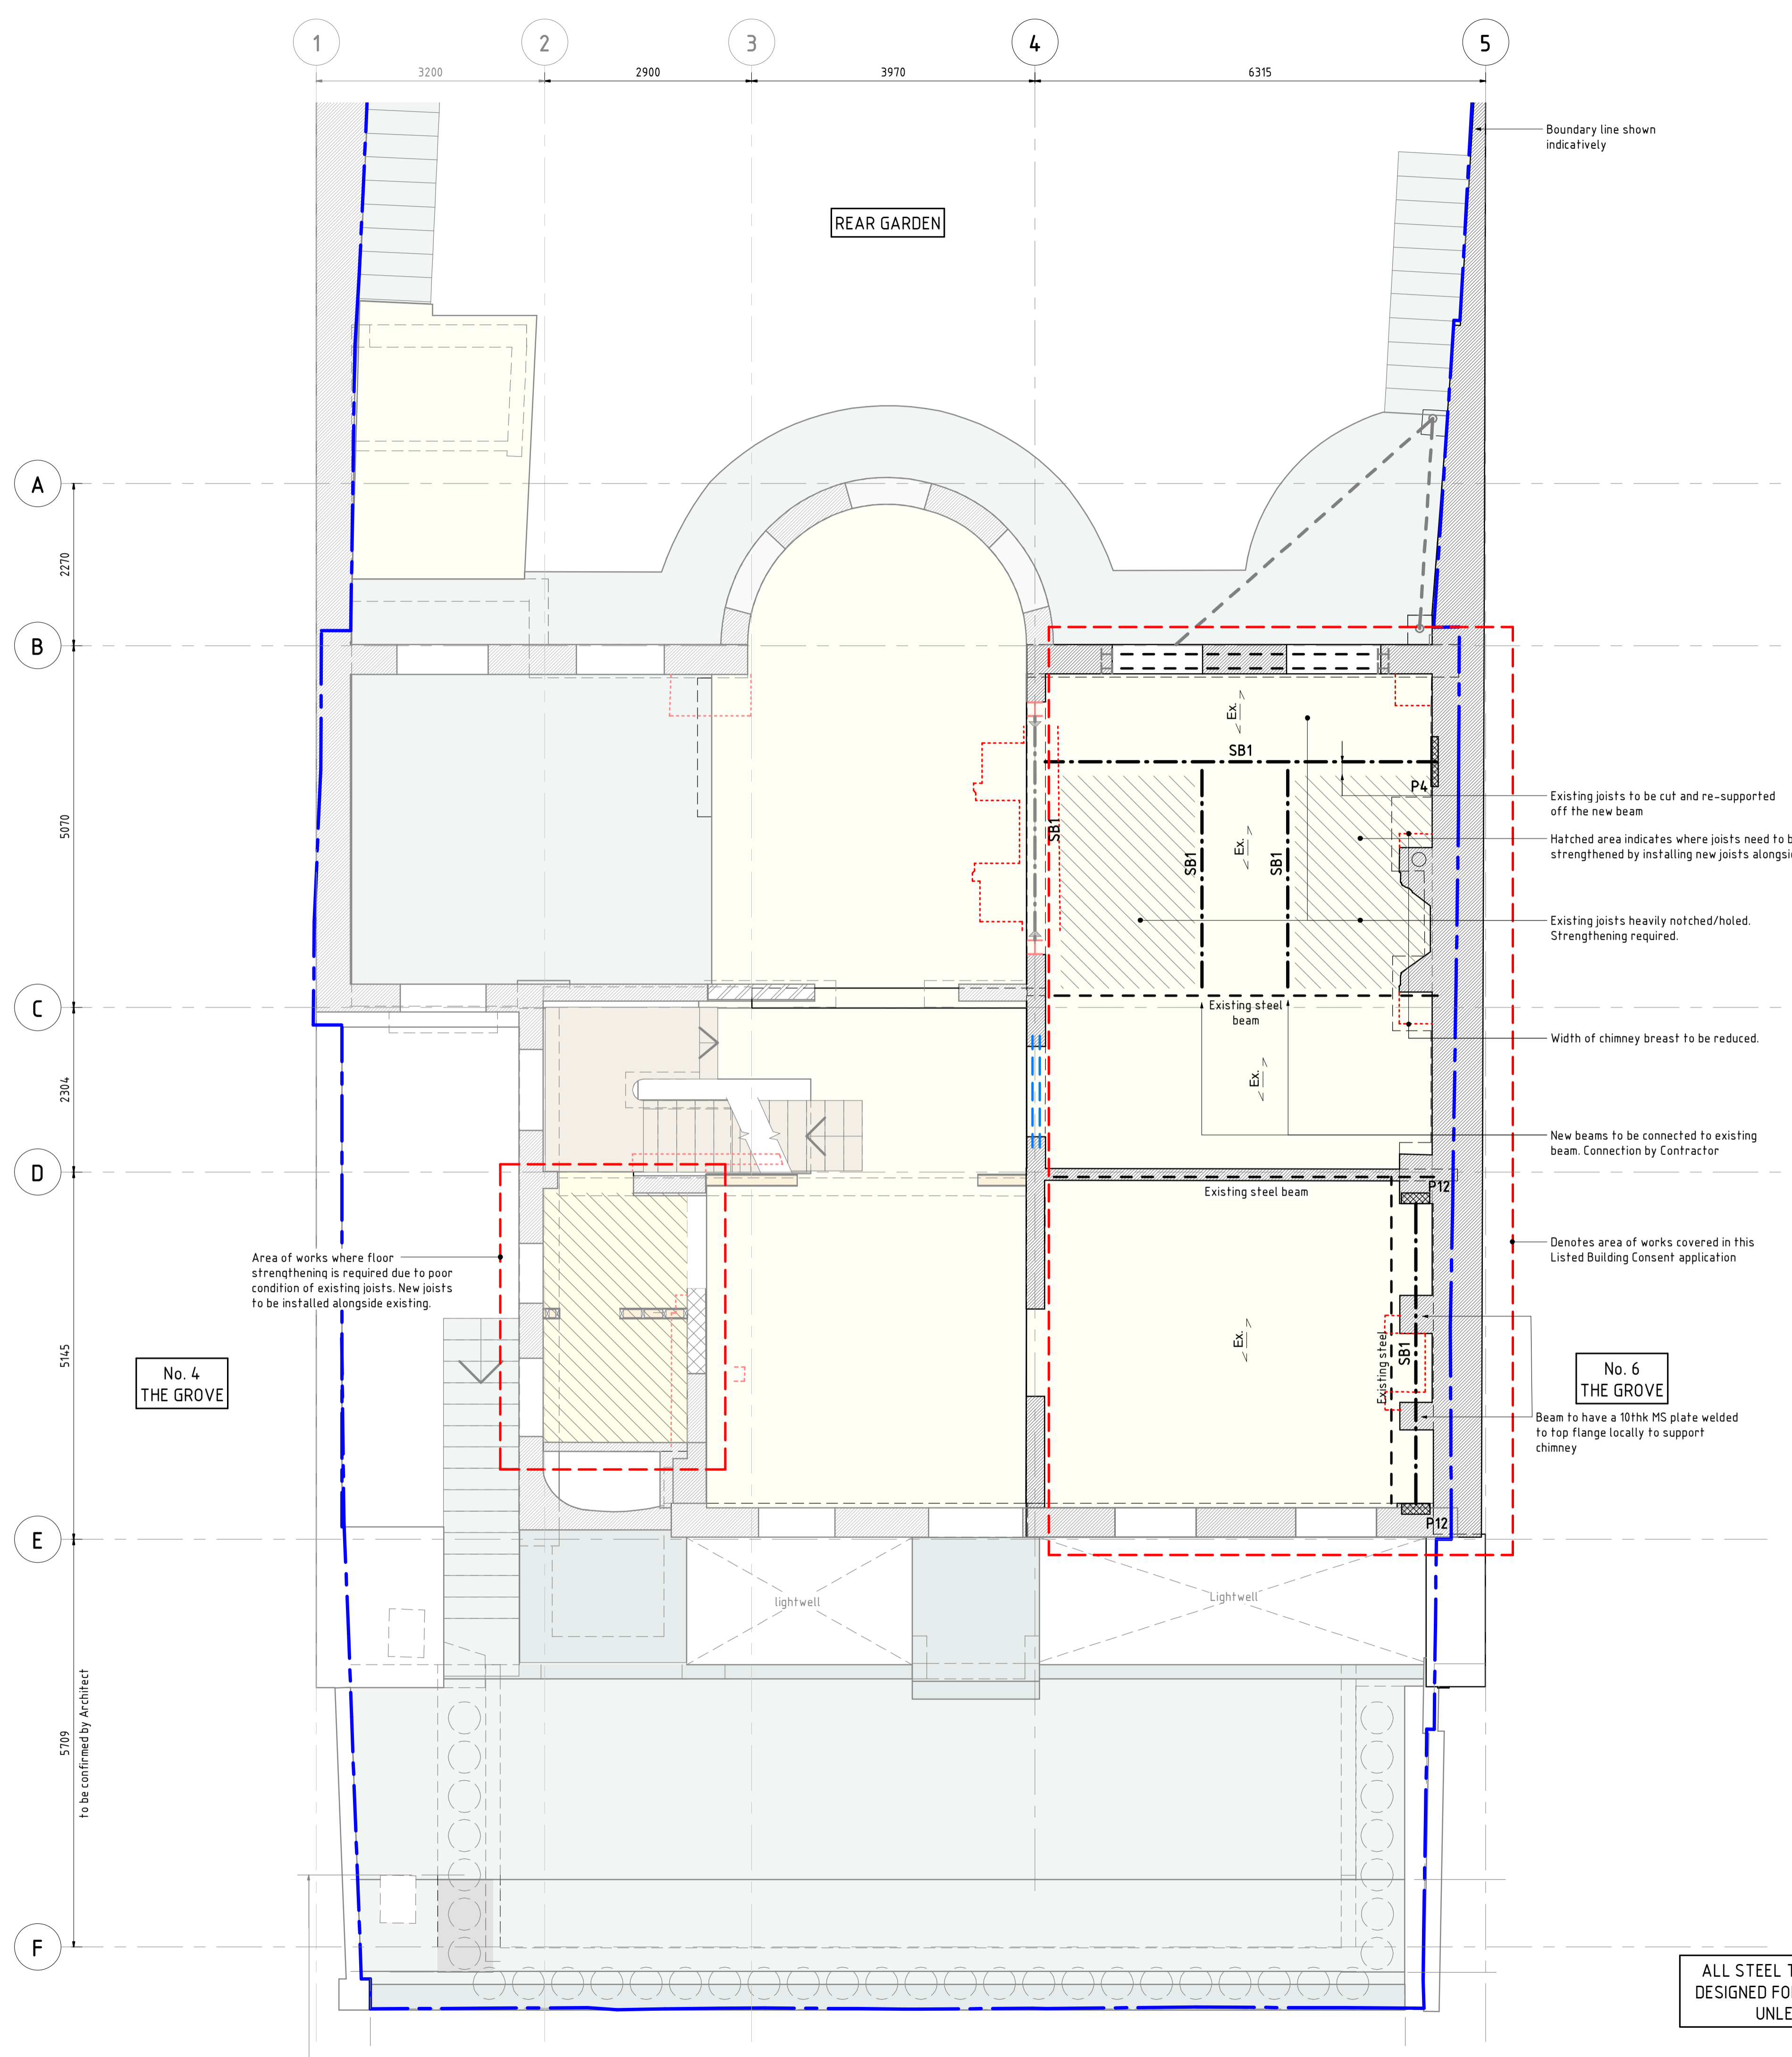 1
2
3
4
5
3200
2900
3970
6315
Boundary line shown
indicatively
REAR GARDEN
A
2270
B
Ex.
SB1
P4
5070
Existing joists to be cut and re-supported
off the new beam
SB1
SB1
Ex.
SB1
Hatched area indicates where joists need to b
strengthened by installing new joists alongsi
Existing joists heavily notched/holed.
Strengthening required.
C
Existing steel
beam
Width of chimney breast to be reduced.
2304
Ex.
New beams to be connected to existing
beam. Connection by Contractor
D
Existing steel beam
P12
Denotes area of works covered in this
Listed Building Consent application
Area of works where floor
strengthening is required due to poor
condition of existing joists. New joists
to be installed alongside existing.
5145
Ex.
Existing steel
SB1
No. 4
THE GROVE
No. 6
THE GROVE
Beam to have a 10thk MS plate welded
to top flange locally to support
chimney
P12
E
lightwell
Lightwell
5709
to be confirmed by Architect
F
ALL STEEL T
DESIGNED FO
UNLE